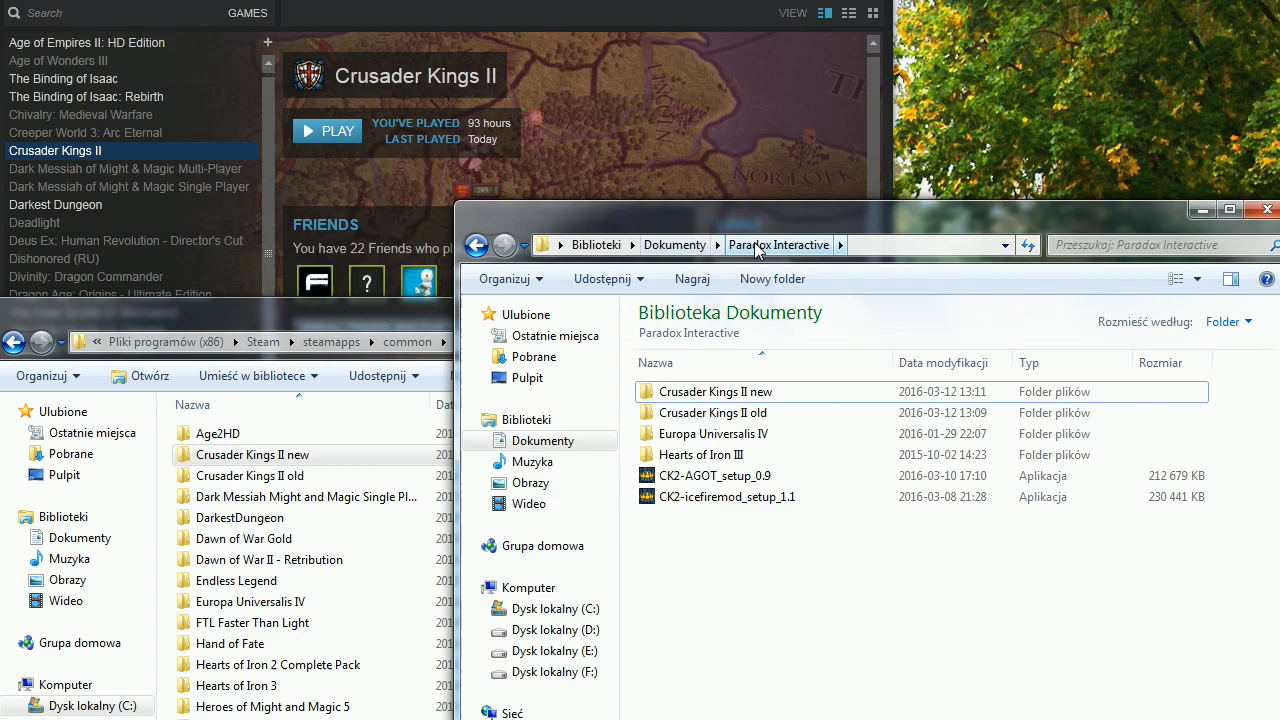 Search
GAMES
VIEW
Age of Empires II: HD Edition
Age of Wonders III
The Binding of Isaac
The Binding of Isaac: Rebirth
Chivalry: Medieval Warfare
Creeper World 3: Arc Eternal
Crusader Kings II
Dark Messiah of Might & Magic Multi-Player
Dark Messiah of Might & Magic Single Player
Darkest Dungeon
Deadlight
Deus Ex: Human Revolution - Director's Cut
Dishonored (RU)
Divinity: Dragon Commander
Dragon Age: Origins - Ultimate Edition
+
Crusader Kings II
PLAY
YOU'VE PLAYED 93 hours
LAST PLAYED Today
LINCOLN
NORFOLK
FRIENDS
You have 22 Friends who pl
?
« Pliki programów (x86) Steam steamapps common
Organizuj Otwórz Umieść w bibliotece Udostępnij
Ulubione
Ostatnie miejsca
Pobrane
Pulpit
Biblioteki
Dokumenty
Muzyka
Obrazy
Wideo
Grupa domowa
Komputer
Dysk lokalny (C:)
Nazwa
Age2HD
Crusader Kings II new
Crusader Kings II old
Dark Messiah Might and Magic Single Pl...
DarkestDungeon
Dawn of War Gold
Dawn of War II - Retribution
Endless Legend
Europa Universalis IV
FTL Faster Than Light
Hand of Fate
Hearts of Iron 2 Complete Pack
Hearts of Iron 3
Heroes of Might and Magic 5
Biblioteki Dokumenty Paradox Interactive
Przeszukaj: Paradox Interactive
Organizuj Udostępnij Nagraj Nowy folder
Ulubione
Ostatnie miejsca
Pobrane
Pulpit
Biblioteki
Dokumenty
Muzyka
Obrazy
Wideo
Grupa domowa
Komputer
Dysk lokalny (C:)
Dysk lokalny (D:)
Dysk lokalny (E:)
Dysk lokalny (F:)
Sieć
Biblioteka Dokumenty
Paradox Interactive
Rozmieść według: Folder
Nazwa Data modyfikacji Typ Rozmiar
Crusader Kings II new 2016-03-12 13:11 Folder plików
Crusader Kings II old 2016-03-12 13:09 Folder plików
Europa Universalis IV 2016-01-29 22:07 Folder plików
Hearts of Iron III 2015-10-02 14:23 Folder plików
CK2-AGOT_setup_0.9 2016-03-10 17:10 Aplikacja 212 679 KB
CK2-icefiremod_setup_1.1 2016-03-08 21:28 Aplikacja 230 441 KB